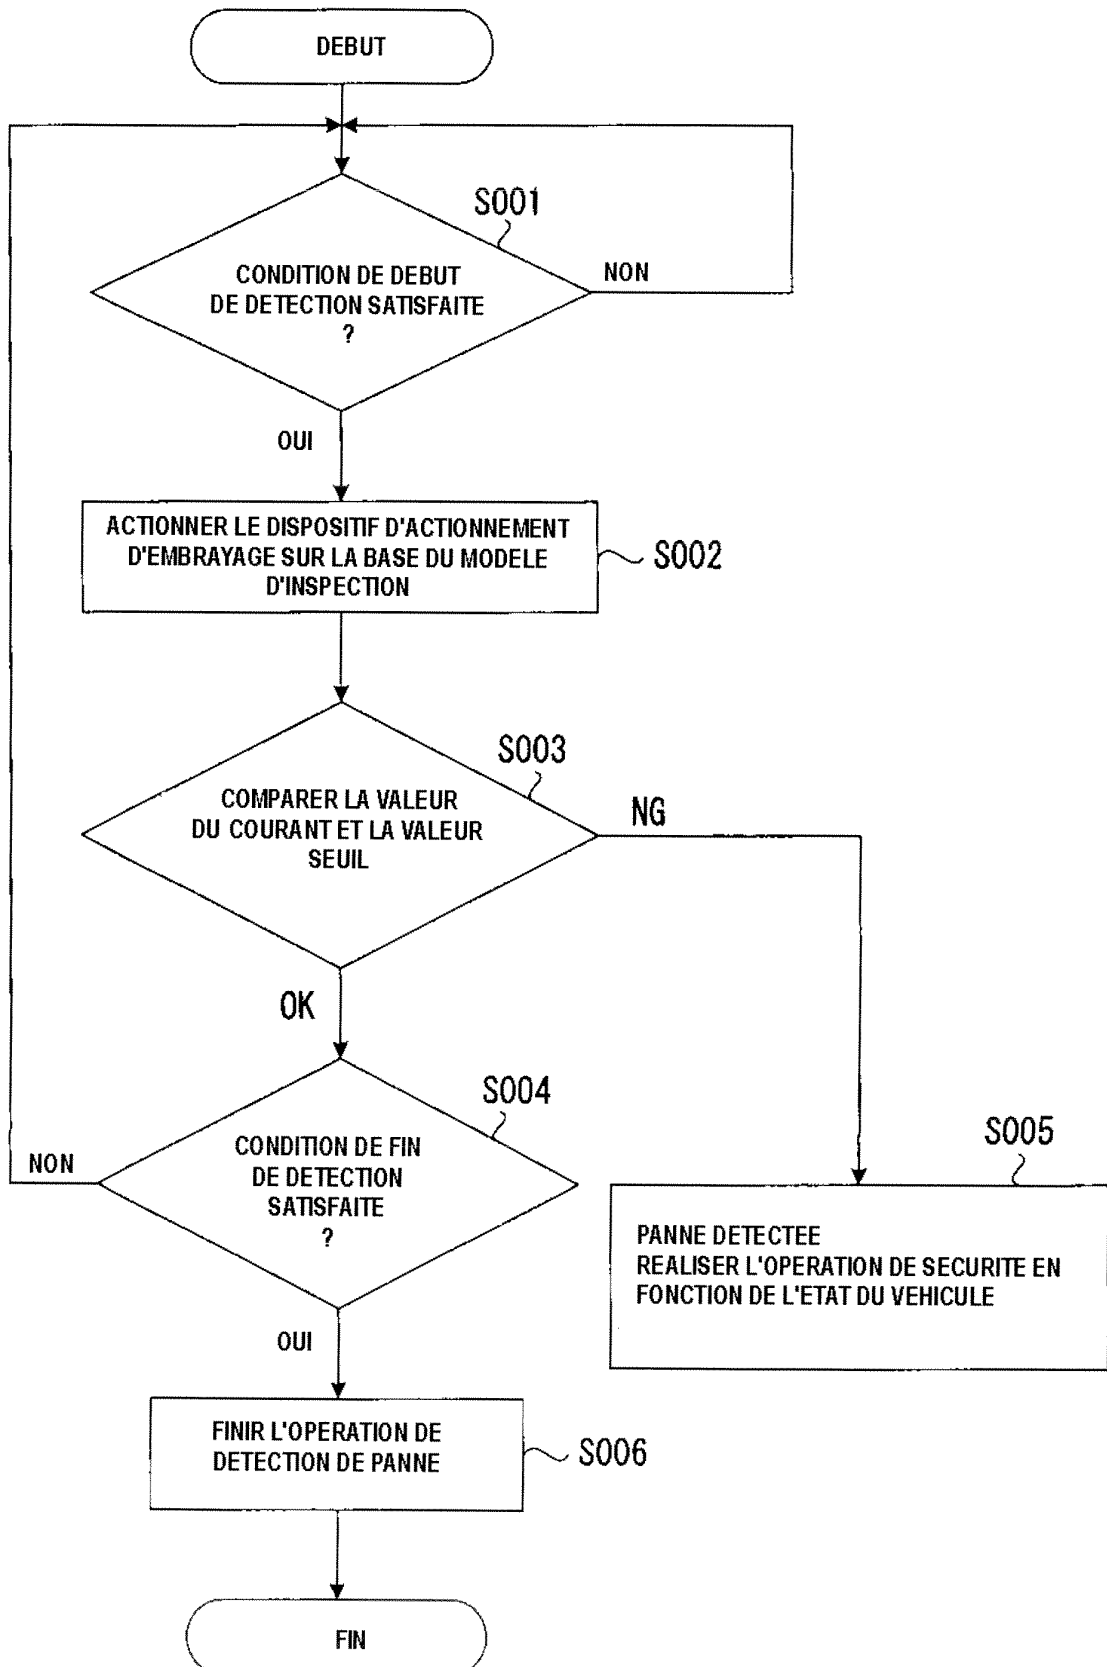 DEBUT
S001
CONDITION DE DEBUT
DE DETECTION SATISFAITE
?
NON
OUI
ACTIONNER LE DISPOSITIF D'ACTIONNEMENT
D'EMBRAYAGE SUR LA BASE DU MODELE
D'INSPECTION
S002
S003
COMPARER LA VALEUR
DU COURANT ET LA VALEUR
SEUIL
NG
OK
S004
CONDITION DE FIN
DE DETECTION
SATISFAITE
?
NON
OUI
S005
PANNE DETECTEE
REALISER L'OPERATION DE SECURITE EN
FONCTION DE L'ETAT DU VEHICULE
FINIR L'OPERATION DE
DETECTION DE PANNE
S006
FIN